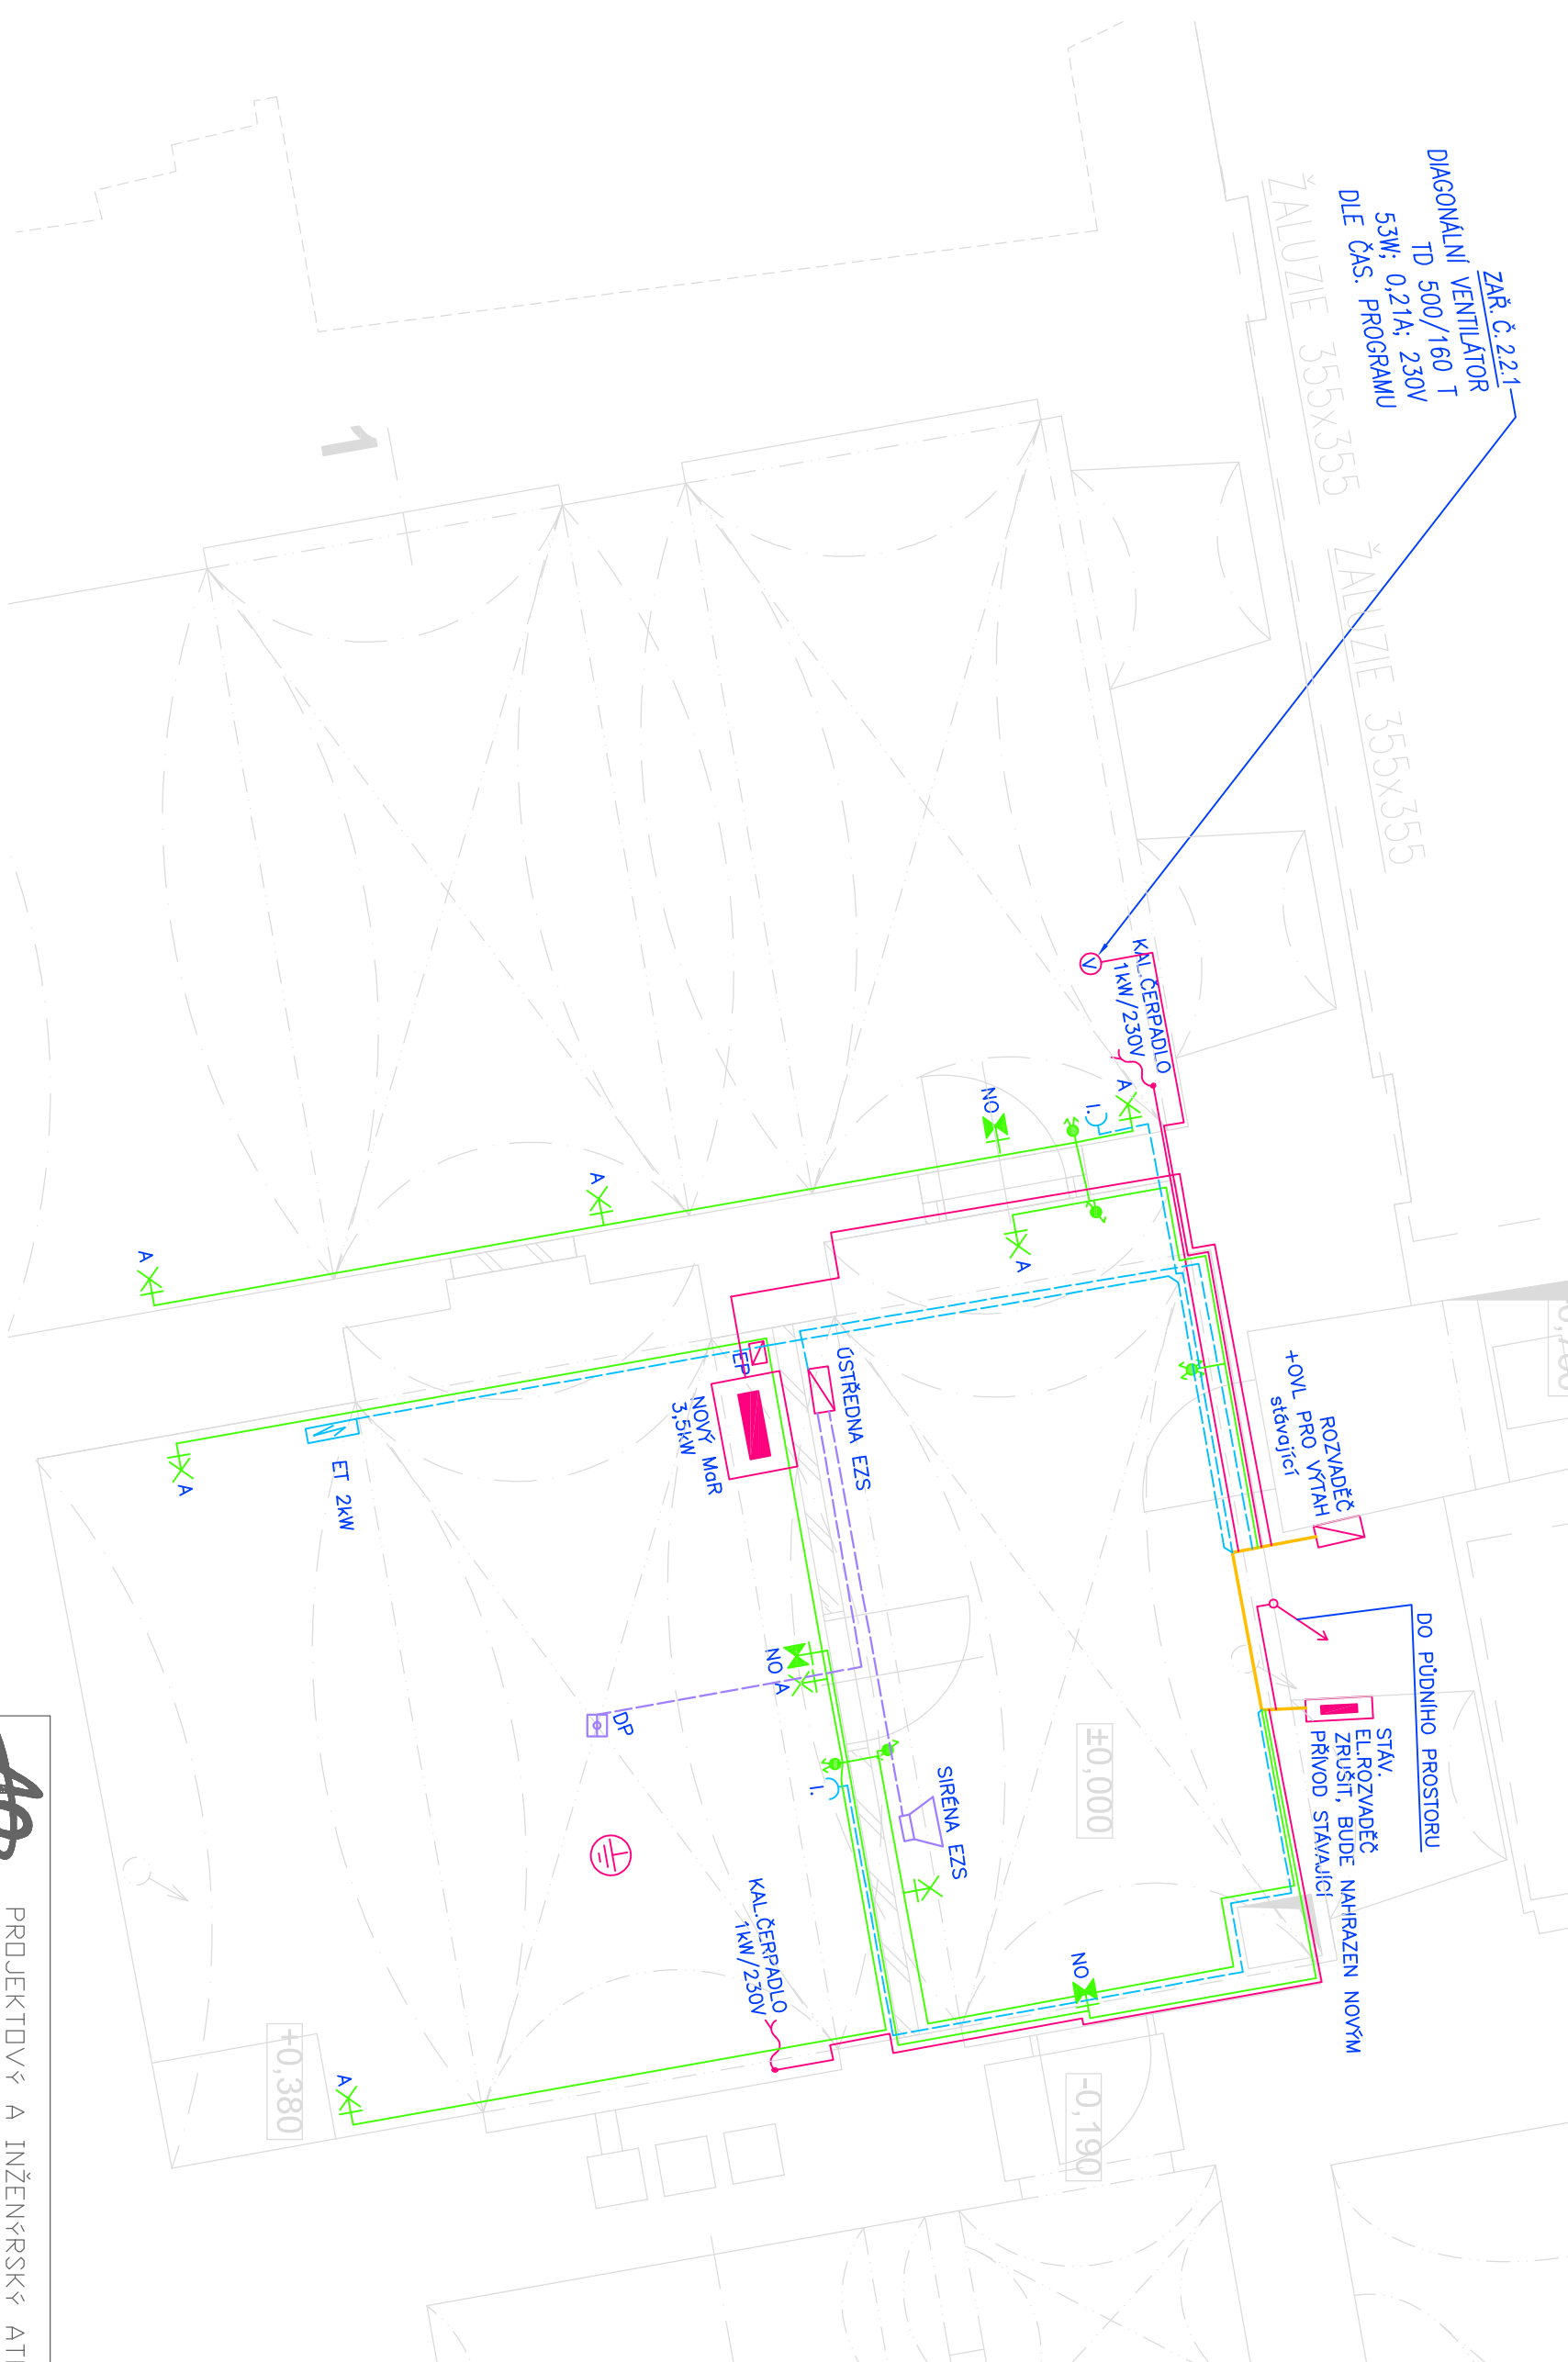 ZAŘ. Č. 2.2.1
DIAGONÁLNÍ VENTILÁTOR
TD 500/160 T
53W; 0,21A; 230V
DLE ČAS. PROGRAMU
ŽALUZIE 355x355
ŽALUZIE 355x355
1
V
KAL.ČERPADLO
1kW/230V
A
I.
NO
A
A
A
ROZVADĚČ
+OVL PRO VÝTAH
stávající
ÚSTŘEDNA EZS
EP
NOVÝ MaR
3,5kW
A
ET 2kW
DO PŮDNÍHO PROSTORU
STÁV.
EL.ROZVADĚČ
ZRUŠIT, BUDE NAHRAZEN NOVÝM
PŘÍVOD STÁVAJÍCÍ
±0,000
NO
A
DP
I.
SIRÉNA EZS
KAL.ČERPADLO
1kW/230V
NO
A
+0,380
-0,190
PROJEKTOVÝ A INŽENÝRSKÝ